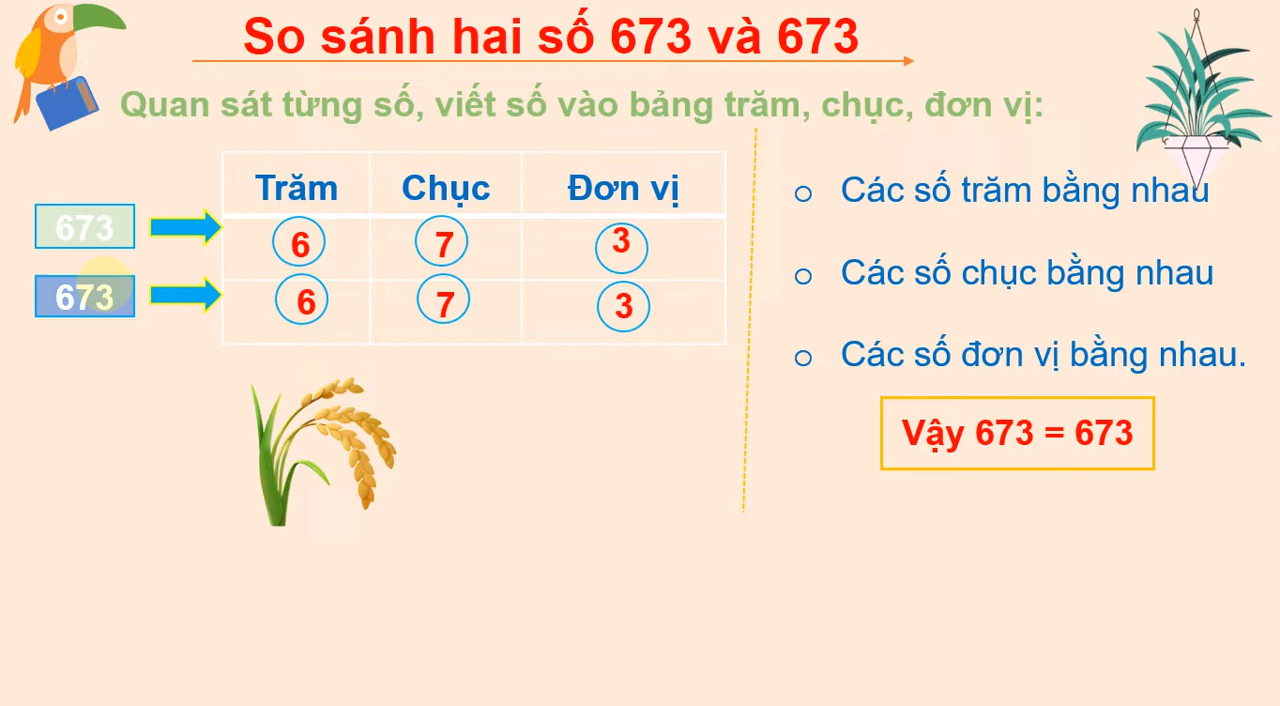 So sánh hai số 673 và 673
Quan sát từng số, viết số vào bảng trăm, chục, đơn vị:
Trăm Chục Đơn vị
673 6 7 3
673 6 7 3
Các số trăm bằng nhau
Các số chục bằng nhau
Các số đơn vị bằng nhau.
Vậy 673 = 673